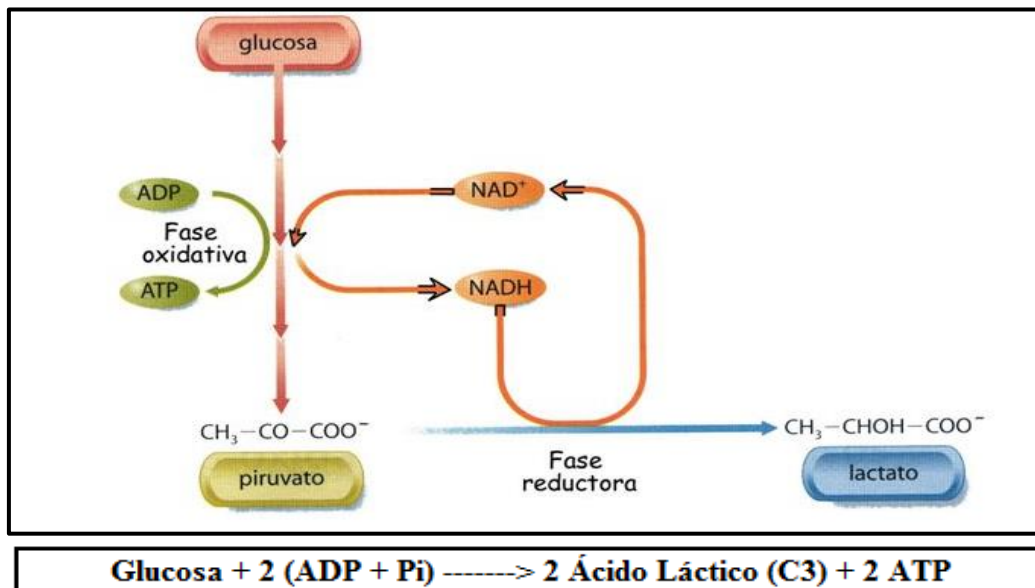 glucosa
ADP
NAD⁺
Fase
oxidativa
ATP
NADH
CH₃–CO–COO⁻
CH₃–CHOH–COO⁻
piruvato
Fase
reductora
lactato
Glucosa + 2 (ADP + Pi) -------> 2 Ácido Láctico (C3) + 2 ATP